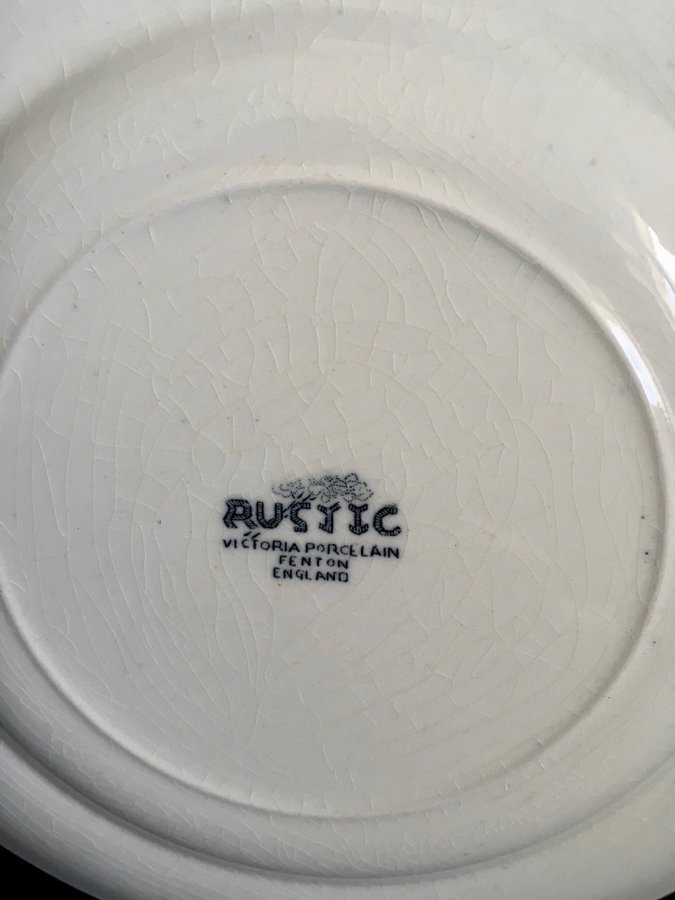 RUSTIC
VICTORIA PORCELAIN
FENTON
ENGLAND